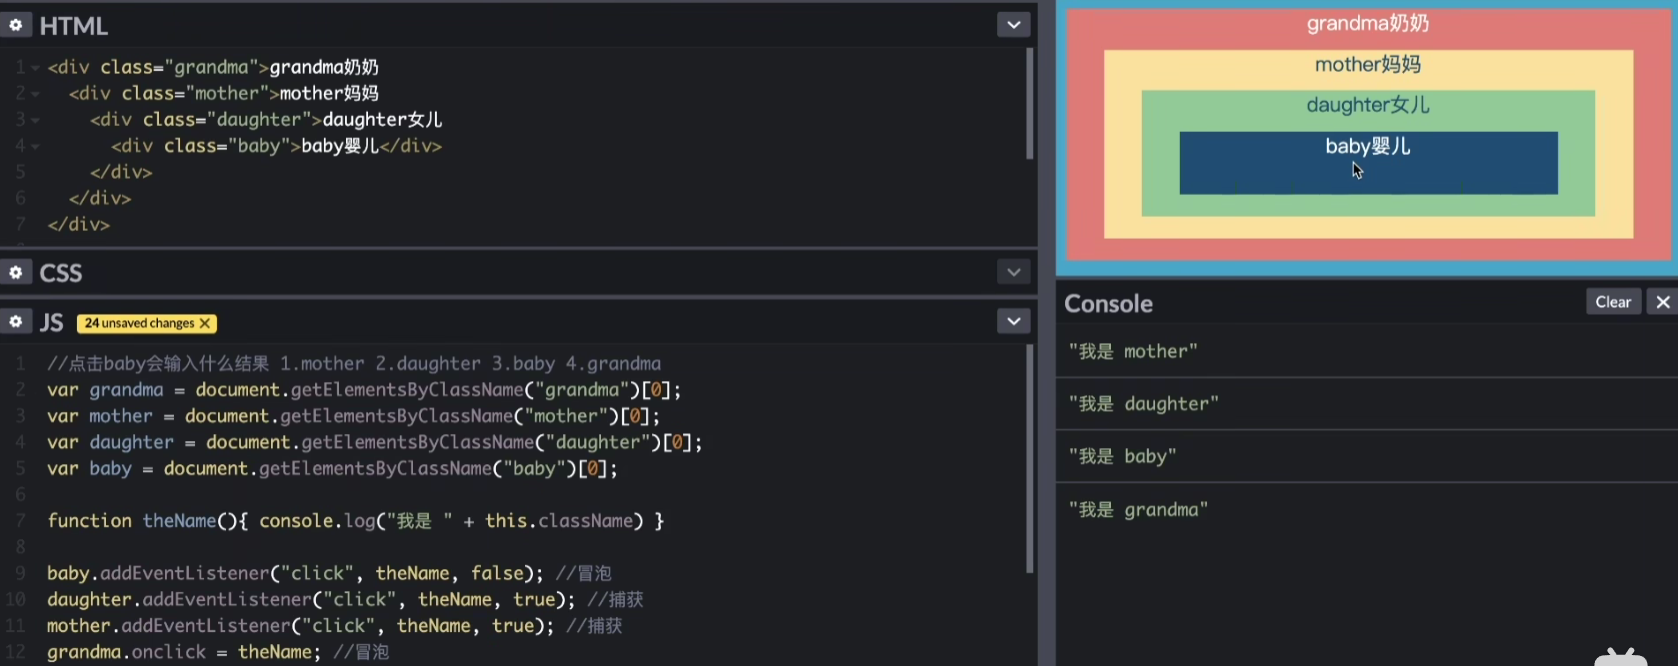 HTML
1 <div class="grandma">grandma奶奶
2 <div class="mother">mother妈妈
3 <div class="daughter">daughter女儿
4 <div class="baby">baby婴儿</div>
5 </div>
6 </div>
7 </div>
CSS
JS 24 unsaved changes X
1 //点击baby会输入什么结果 1.mother 2.daughter 3.baby 4.grandma
2 var grandma = document.getElementsByClassName("grandma")[0];
3 var mother = document.getElementsByClassName("mother")[0];
4 var daughter = document.getElementsByClassName("daughter")[0];
5 var baby = document.getElementsByClassName("baby")[0];
6
7 function theName(){ console.log("我是 " + this.className) }
8
9 baby.addEventListener("click", theName, false); //冒泡
10 daughter.addEventListener("click", theName, true); //捕获
11 mother.addEventListener("click", theName, true); //捕获
12 grandma.onclick = theName; //冒泡
grandma奶奶
mother妈妈
daughter女儿
baby婴儿
Console Clear X
"我是 mother"
"我是 daughter"
"我是 baby"
"我是 grandma"